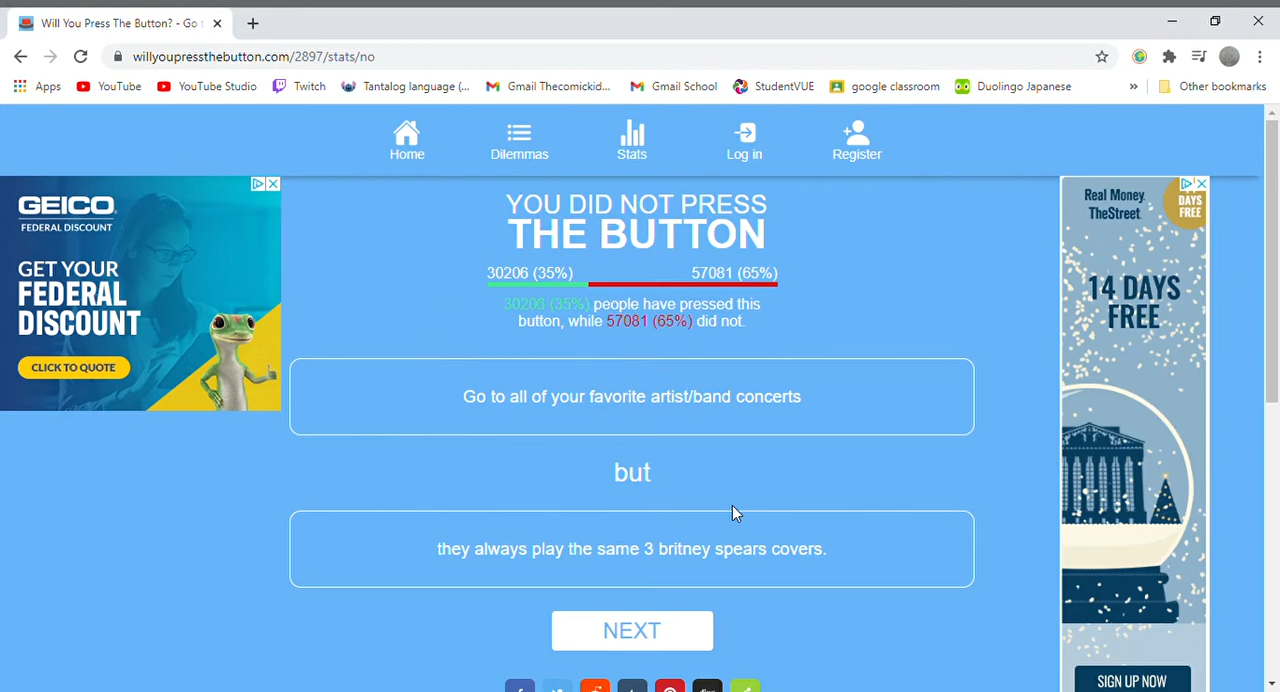 Will You Press The Button? - Go t
willyoupressthebutton.com/2897/stats/no
Apps
YouTube
YouTube Studio
Twitch
Tantalog language (...
Gmail Thecomickid...
Gmail School
StudentVUE
google classroom
Duolingo Japanese
»
Other bookmarks
Home
Dilemmas
Stats
Log in
Register
GEICO
FEDERAL DISCOUNT
GET YOUR
FEDERAL
DISCOUNT
CLICK TO QUOTE
YOU DID NOT PRESS
THE BUTTON
30206 (35%) 57081 (65%)
30206 (35%) people have pressed this
button, while 57081 (65%) did not.
Go to all of your favorite artist/band concerts
but
they always play the same 3 britney spears covers.
NEXT
Real Money
TheStreet
DAYS
FREE
14 DAYS
FREE
SIGN UP NOW